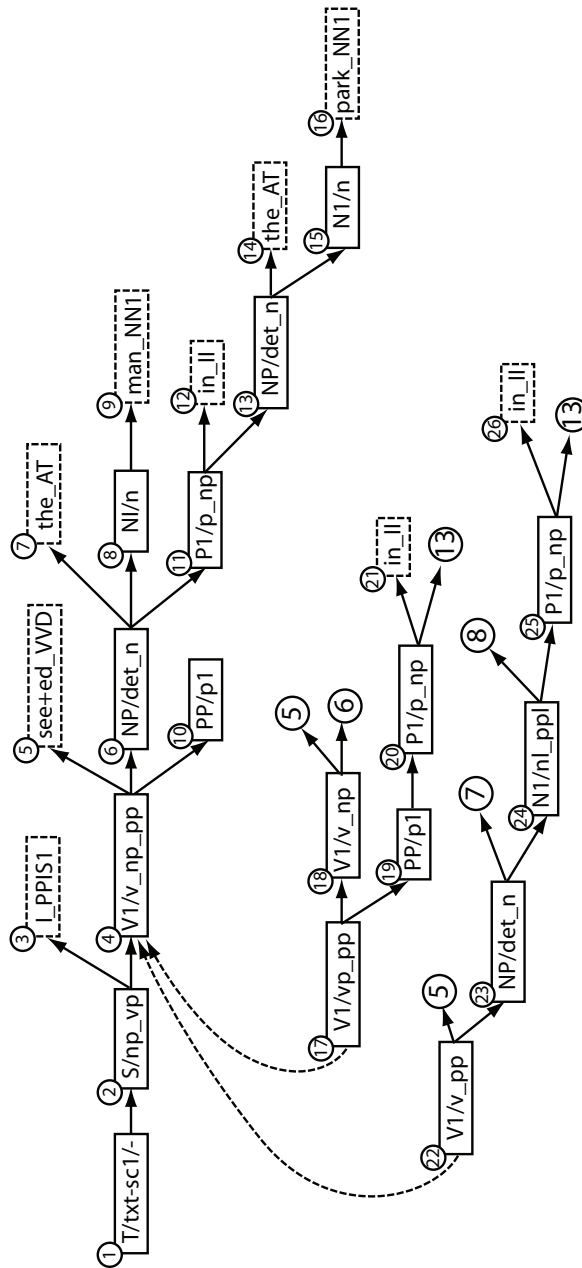 1 T/txt-sc1/-
2 S/np_vp
3 I_PPIS1
4 V1/v_np_pp
5 see+ed_VVD
6 NP/det_n
7 the_AT
8 NI/n
9 man_NN1
10 PP/p1
11 P1/p_np
12 in_II
13 NP/det_n
14 the_AT
15 N1/n
16 park_NN1
17 V1/vp_pp
18 V1/v_np
5
6
19 PP/p1
20 P1/p_np
21 in_II
13
22 V1/v_pp
5
23 NP/det_n
7
24 N1/nl_ppl
8
25 P1/p_np
26 in_II
13